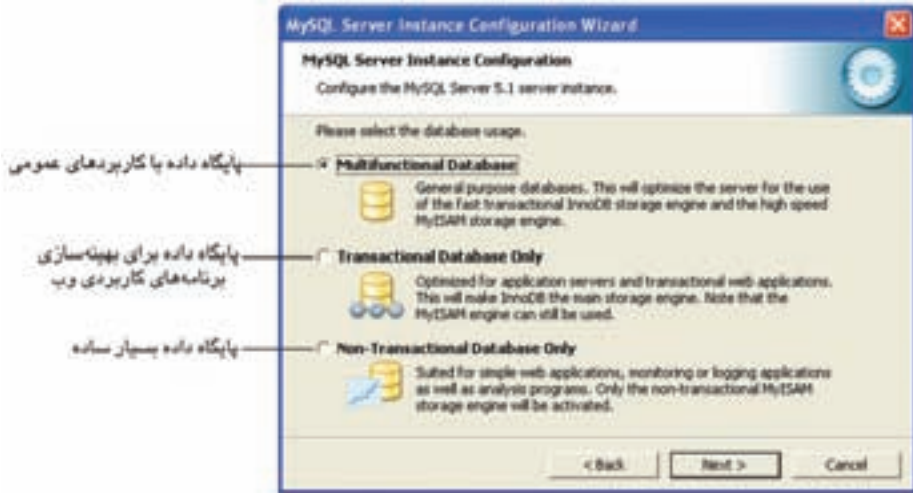 MySQL Server Instance Configuration Wizard
MySQL Server Instance Configuration
Configure the MySQL Server 5.1 server instance.
Please select the database usage.
پایگاه داده با کاربردهای عمومی
Multifunctional Database
General purpose databases. This will optimize the server for the use
of the fast transactional InnoDB storage engine and the high speed
MyISAM storage engine.
پایگاه داده برای بهینه‌سازی
برنامه‌های کاربردی وب
Transactional Database Only
Optimized for application servers and transactional web applications.
This will make InnoDB the main storage engine. Note that the
MyISAM engine can still be used.
پایگاه داده بسیار ساده
Non-Transactional Database Only
Suited for simple web applications, monitoring or logging applications
as well as analysis programs. Only the non-transactional MyISAM
storage engine will be activated.
< Back
Next >
Cancel